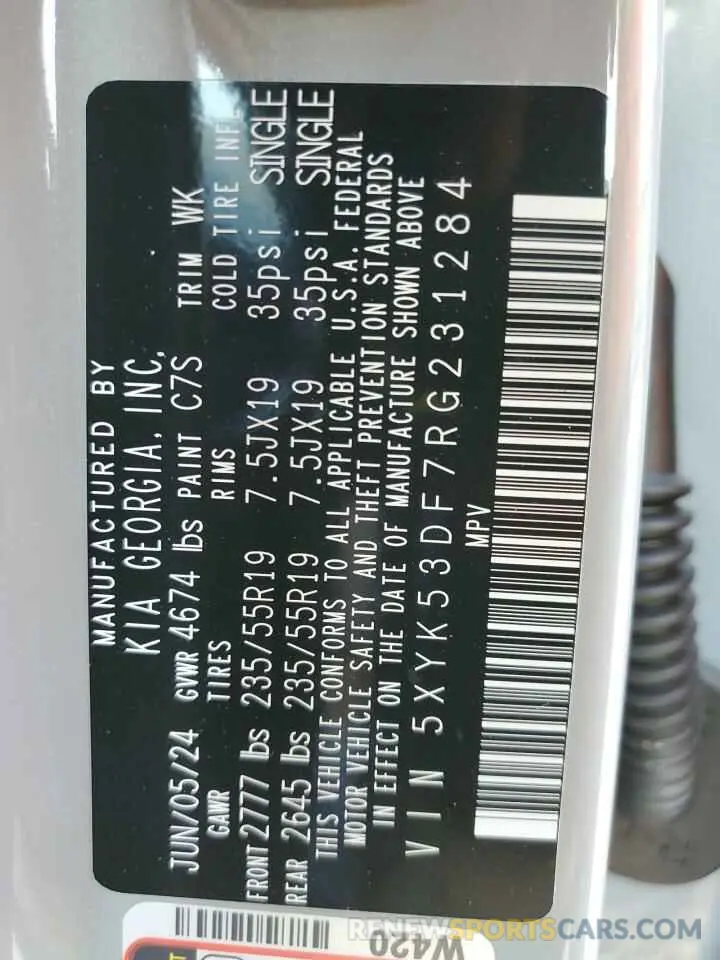 MANUFACTURED BY
KIA GEORGIA, INC,
JUN/05/24 GVWR 4674 lbs PAINT C7S TRIM WK
GAWR TIRES RIMS COLD TIRE INFL
FRONT 2777 lbs 235/55R19 7.5JX19 35psi SINGLE
REAR 2645 lbs 235/55R19 7.5JX19 35psi SINGLE
THIS VEHICLE CONFORMS TO ALL APPLICABLE U.S.A. FEDERAL
MOTOR VEHICLE SAFETY AND THEFT PREVENTION STANDARDS
IN EFFECT ON THE DATE OF MANUFACTURE SHOWN ABOVE
VIN 5XYK53DF7RG231284
MPV
W420
RENEWSPORTSCARS.COM